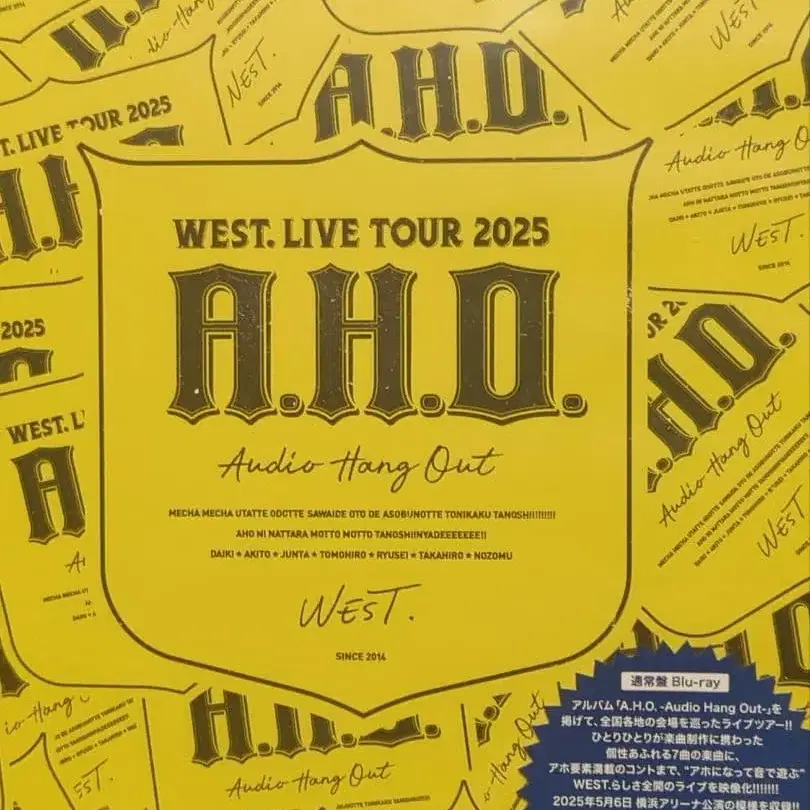 WEST. LIVE TOUR 2025
A.H.O.
Audio Hang Out
MECHA MECHA UTATTE ODOTTE SAWAIDE OTO DE ASOBUNOTTE TONIKAKU TANOSHI!!!!!!!!!
AHO NI NATTARA MOTTO MOTTO TANOSHIINYADEEEEEEE!!
DAIKI ★ AKITO ★ JUNTA ★ TOMOHIRO ★ RYUSEI ★ TAKAHIRO ★ NOZOMU
WEST.
SINCE 2014
通常盤 Blu-ray
アルバム「A.H.O. -Audio Hang Out-」を
掲げて、全国各地の会場を巡ったライブツアー!!
ひとりひとりが楽曲制作に携わった
個性あふれる7曲の楽曲に、
アホ要素満載のコントまで、“アホになって音で遊ぶ”
WEST.らしさ全開のライブを映像化!!!!!!!
2025年5月6日 横浜アリーナ公演の模様を収録